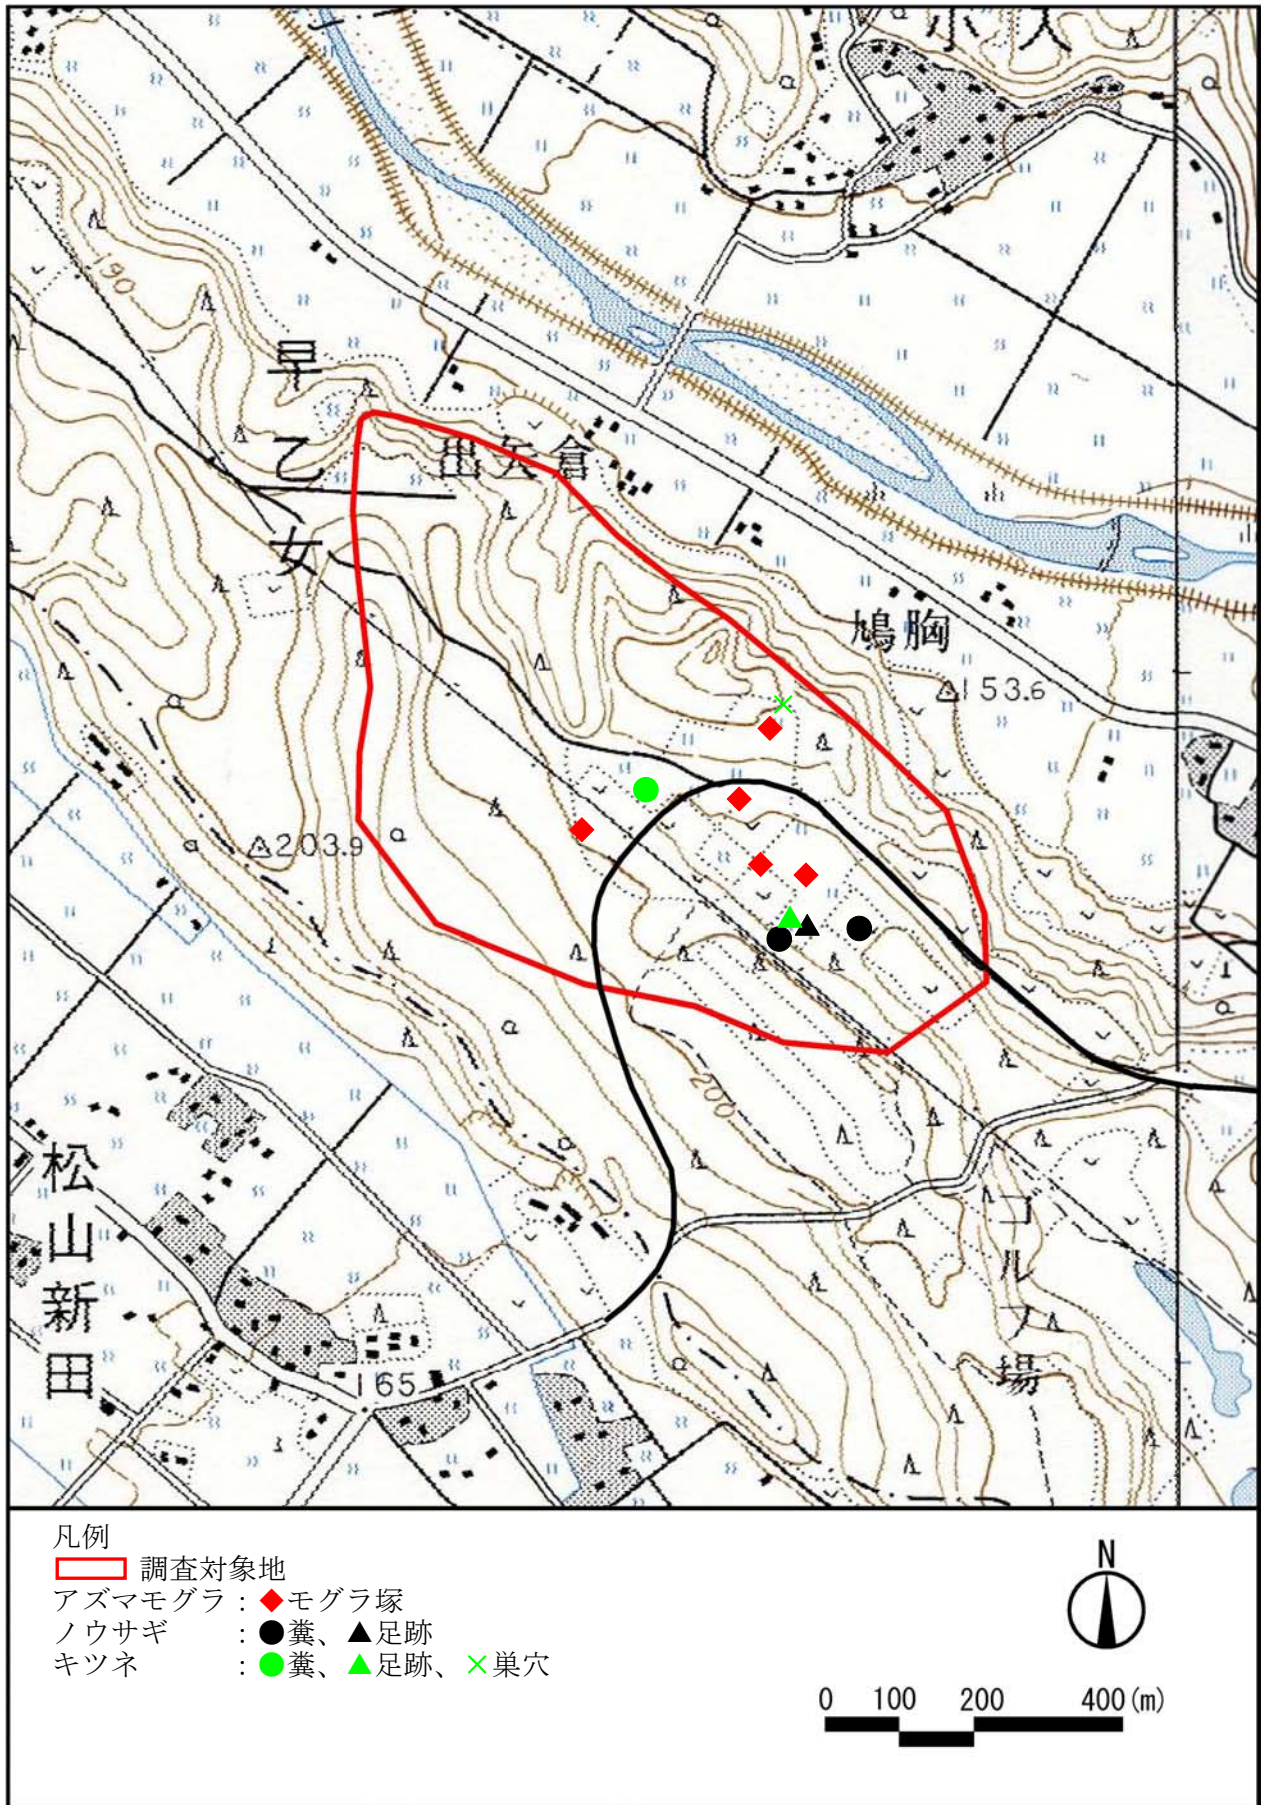 190
早乙女
出矢倉
鳩胸
153.6
203.9
200
松山新田
ゴルフ場
165
凡例
調査対象地
アズマモグラ：◆モグラ塚
ノウサギ　　：●糞、▲足跡
キツネ　　　：●糞、▲足跡、×巣穴
N
0 100 200 400(m)